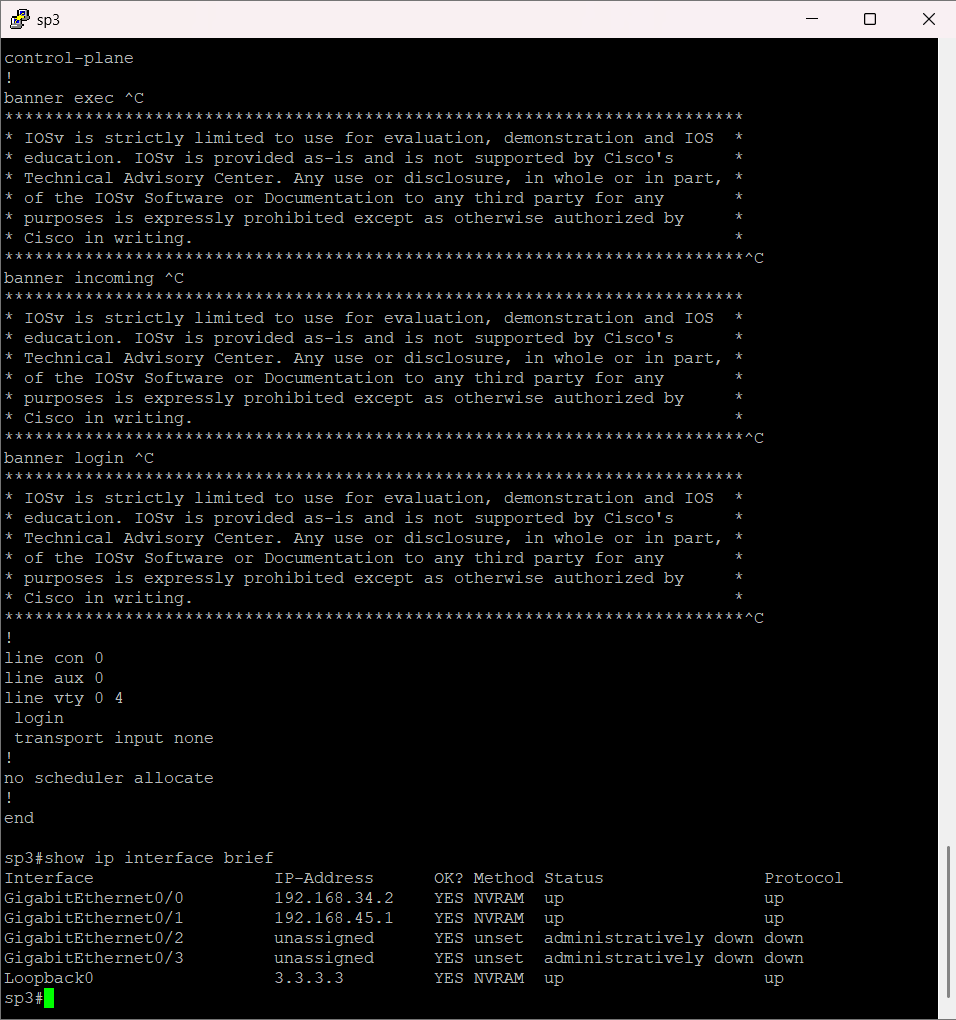 sp3
control-plane
!
banner exec ^C
**************************************************************************
* IOSv is strictly limited to use for evaluation, demonstration and IOS  *
* education. IOSv is provided as-is and is not supported by Cisco's      *
* Technical Advisory Center. Any use or disclosure, in whole or in part, *
* of the IOSv Software or Documentation to any third party for any       *
* purposes is expressly prohibited except as otherwise authorized by     *
* Cisco in writing.                                                      *
**************************************************************************^C
banner incoming ^C
**************************************************************************
* IOSv is strictly limited to use for evaluation, demonstration and IOS  *
* education. IOSv is provided as-is and is not supported by Cisco's      *
* Technical Advisory Center. Any use or disclosure, in whole or in part, *
* of the IOSv Software or Documentation to any third party for any       *
* purposes is expressly prohibited except as otherwise authorized by     *
* Cisco in writing.                                                      *
**************************************************************************^C
banner login ^C
**************************************************************************
* IOSv is strictly limited to use for evaluation, demonstration and IOS  *
* education. IOSv is provided as-is and is not supported by Cisco's      *
* Technical Advisory Center. Any use or disclosure, in whole or in part, *
* of the IOSv Software or Documentation to any third party for any       *
* purposes is expressly prohibited except as otherwise authorized by     *
* Cisco in writing.                                                      *
**************************************************************************^C
!
line con 0
line aux 0
line vty 0 4
 login
 transport input none
!
no scheduler allocate
!
end

sp3#show ip interface brief
Interface                  IP-Address      OK? Method Status                Protocol
GigabitEthernet0/0         192.168.34.2    YES NVRAM  up                    up
GigabitEthernet0/1         192.168.45.1    YES NVRAM  up                    up
GigabitEthernet0/2         unassigned      YES unset  administratively down down
GigabitEthernet0/3         unassigned      YES unset  administratively down down
Loopback0                  3.3.3.3         YES NVRAM  up                    up
sp3#